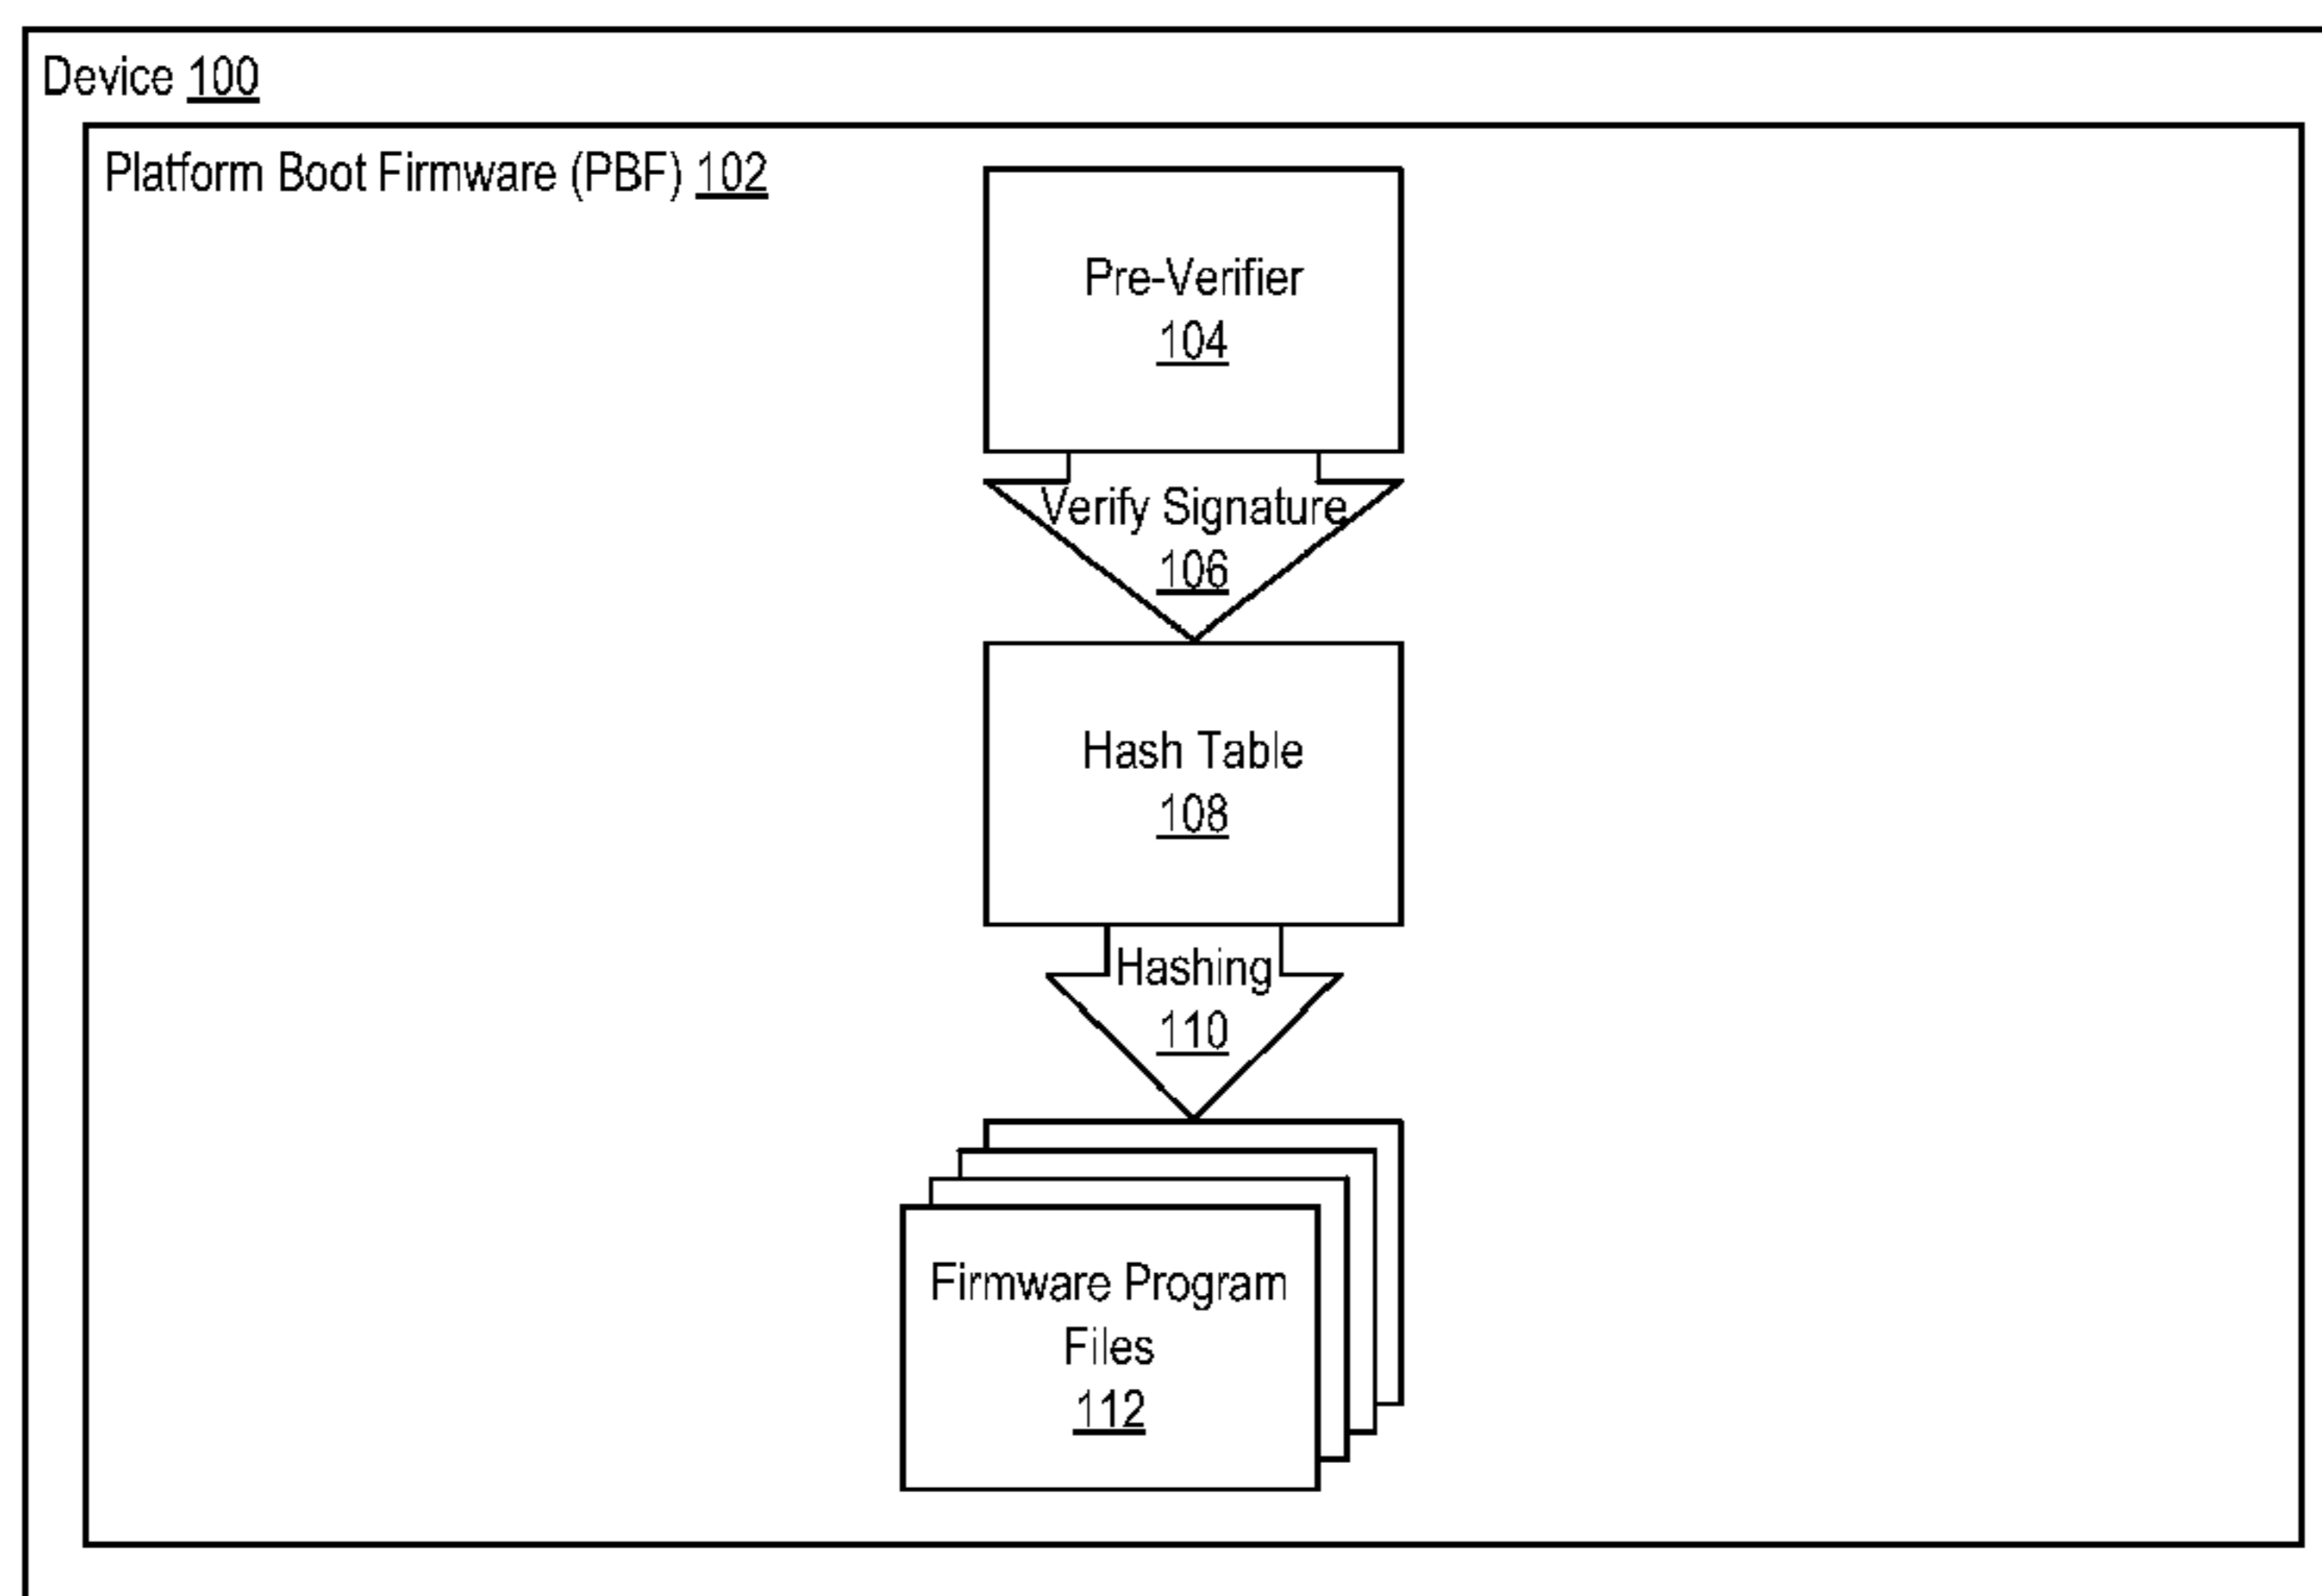 Device 100
Platform Boot Firmware (PBF) 102
Pre-Verifier
104
Verify Signature
106
Hash Table
108
Hashing
110
Firmware Program
Files
112